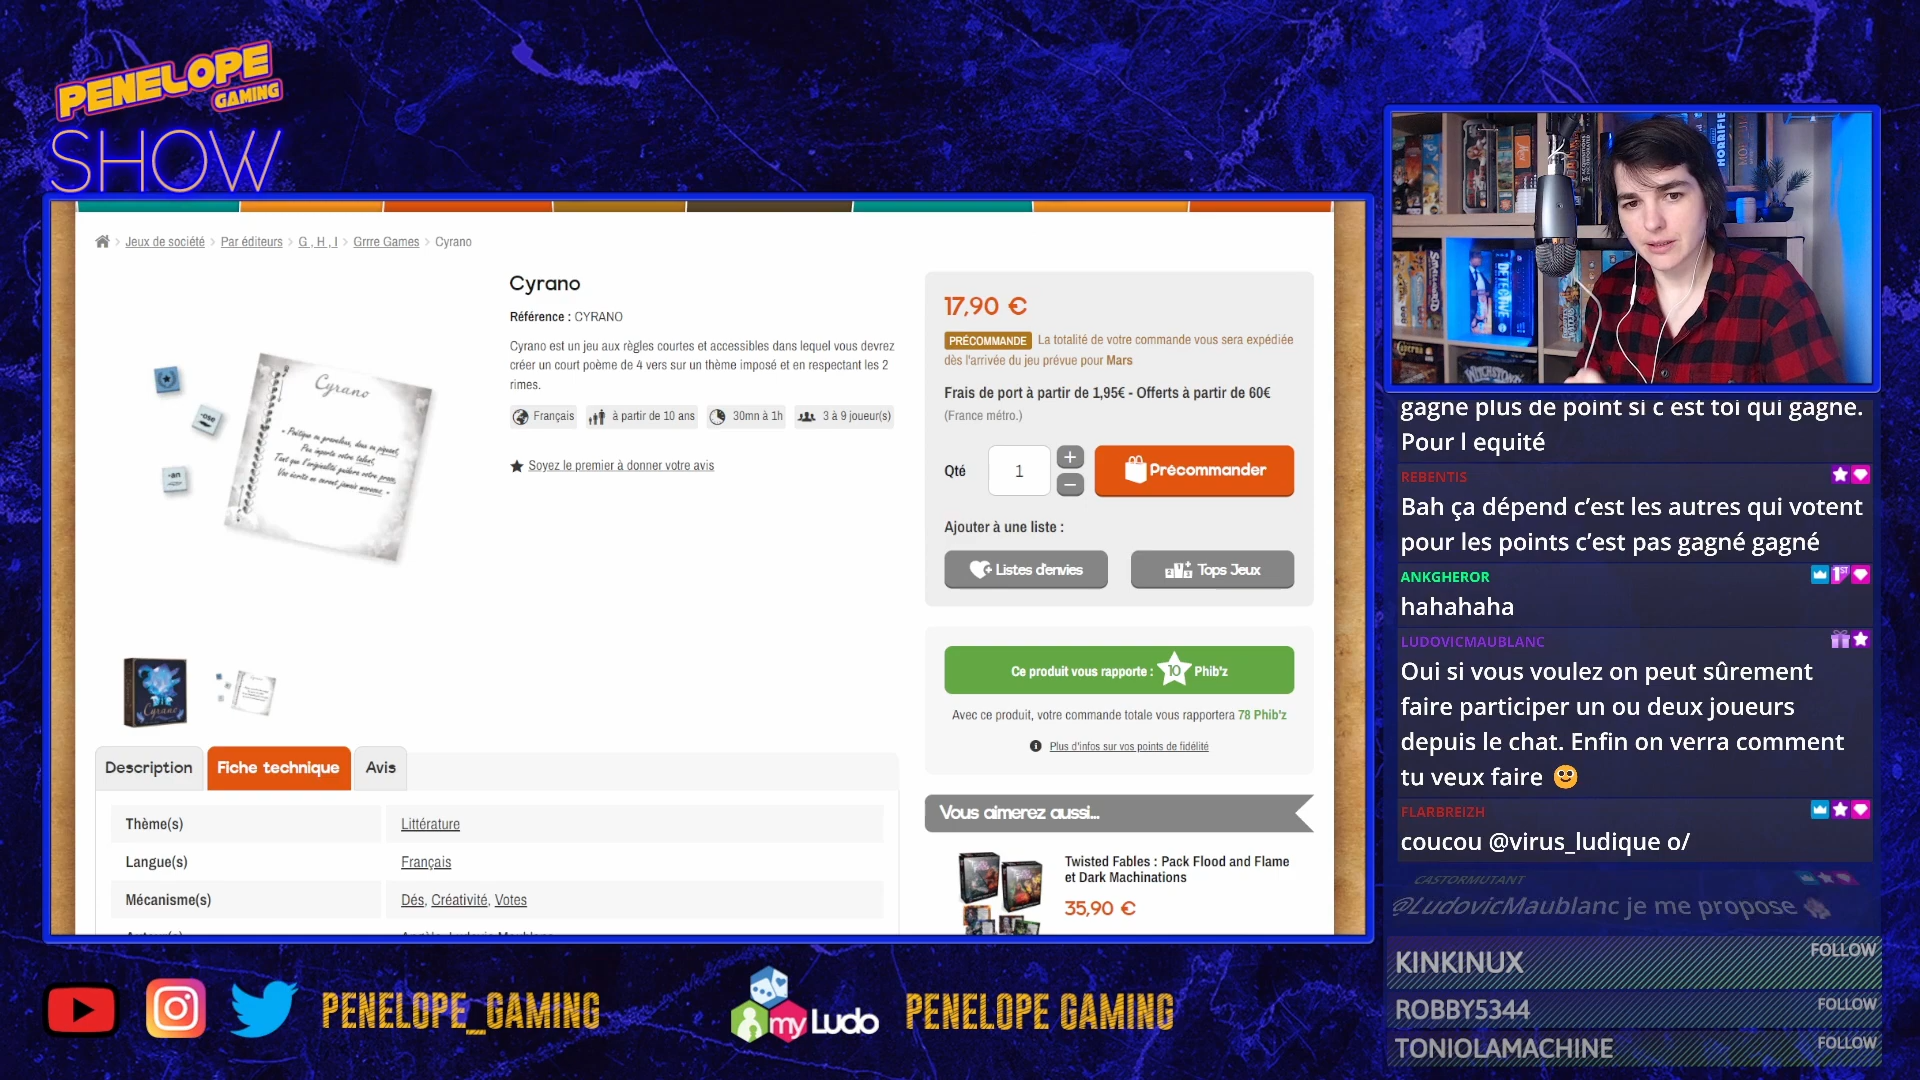 PENELOPE
GAMING
SHOW
Jeux de société > Par éditeurs > G , H , I > Grrre Games > Cyrano
Cyrano
Référence : CYRANO
Cyrano est un jeu aux règles courtes et accessibles dans lequel vous devrez
créer un court poème de 4 vers sur un thème imposé et en respectant les 2
rimes.
Français
à partir de 10 ans
30mn à 1h
3 à 9 joueur(s)
Soyez le premier à donner votre avis
Cyrano
-ose
-an
Cyrano
17,90 €
PRÉCOMMANDE La totalité de votre commande vous sera expédiée
dès l'arrivée du jeu prévue pour Mars
Frais de port à partir de 1,95€ - Offerts à partir de 60€
(France métro.)
Qté
1
+
−
Précommander
Ajouter à une liste :
Listes d'envies
Tops Jeux
Ce produit vous rapporte : 10 Phib'z
Avec ce produit, votre commande totale vous rapportera 78 Phib'z
Plus d'infos sur vos points de fidélité
Description
Fiche technique
Avis
Thème(s)
Littérature
Langue(s)
Français
Mécanisme(s)
Dés, Créativité, Votes
Vous aimerez aussi...
Twisted Fables : Pack Flood and Flame
et Dark Machinations
35,90 €
DETECTIVE
gagne plus de point si c est toi qui gagne.
Pour l equité
REBENTIS
Bah ça dépend c’est les autres qui votent
pour les points c’est pas gagné gagné
ANKGHEROR
1ST
hahahaha
LUDOVICMAUBLANC
Oui si vous voulez on peut sûrement
faire participer un ou deux joueurs
depuis le chat. Enfin on verra comment
tu veux faire
FLARBREIZH
coucou @virus_ludique o/
CASTORMUTANT
@LudovicMaublanc je me propose
KINKINUX
FOLLOW
ROBBY5344
FOLLOW
TONIOLAMACHINE
FOLLOW
PENELOPE_GAMING
my Ludo
PENELOPE GAMING